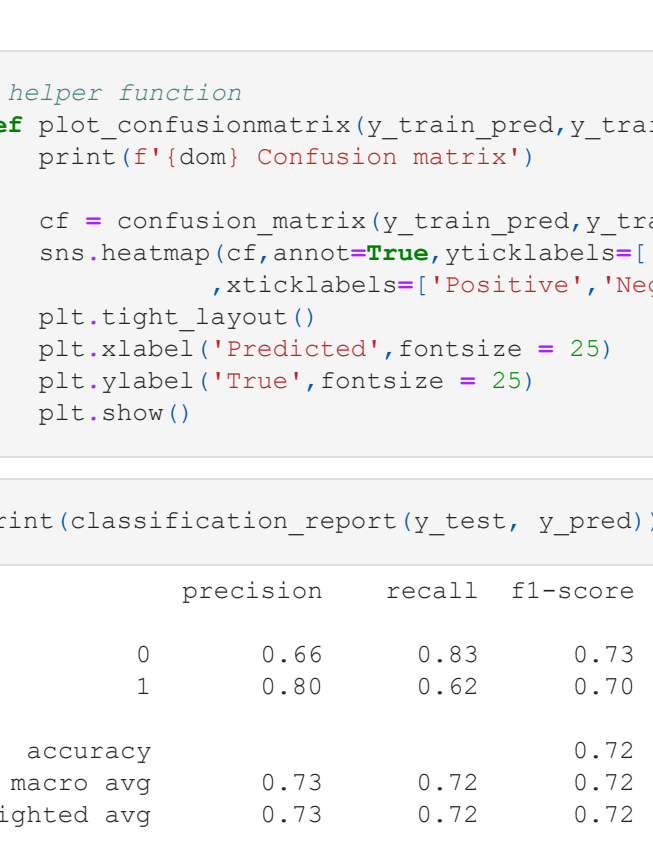 helper function
ef plot_confusionmatrix(y_train_pred,y_trai
print(f'{dom} Confusion matrix')
cf = confusion_matrix(y_train_pred,y_tra
sns.heatmap(cf,annot=True,yticklabels=[
,xticklabels=['Positive','Neg
plt.tight_layout()
plt.xlabel('Predicted',fontsize = 25)
plt.ylabel('True',fontsize = 25)
plt.show()
rint(classification_report(y_test, y_pred))
precision recall f1-score
0 0.66 0.83 0.73
1 0.80 0.62 0.70
accuracy 0.72
macro avg 0.73 0.72 0.72
ighted avg 0.73 0.72 0.72